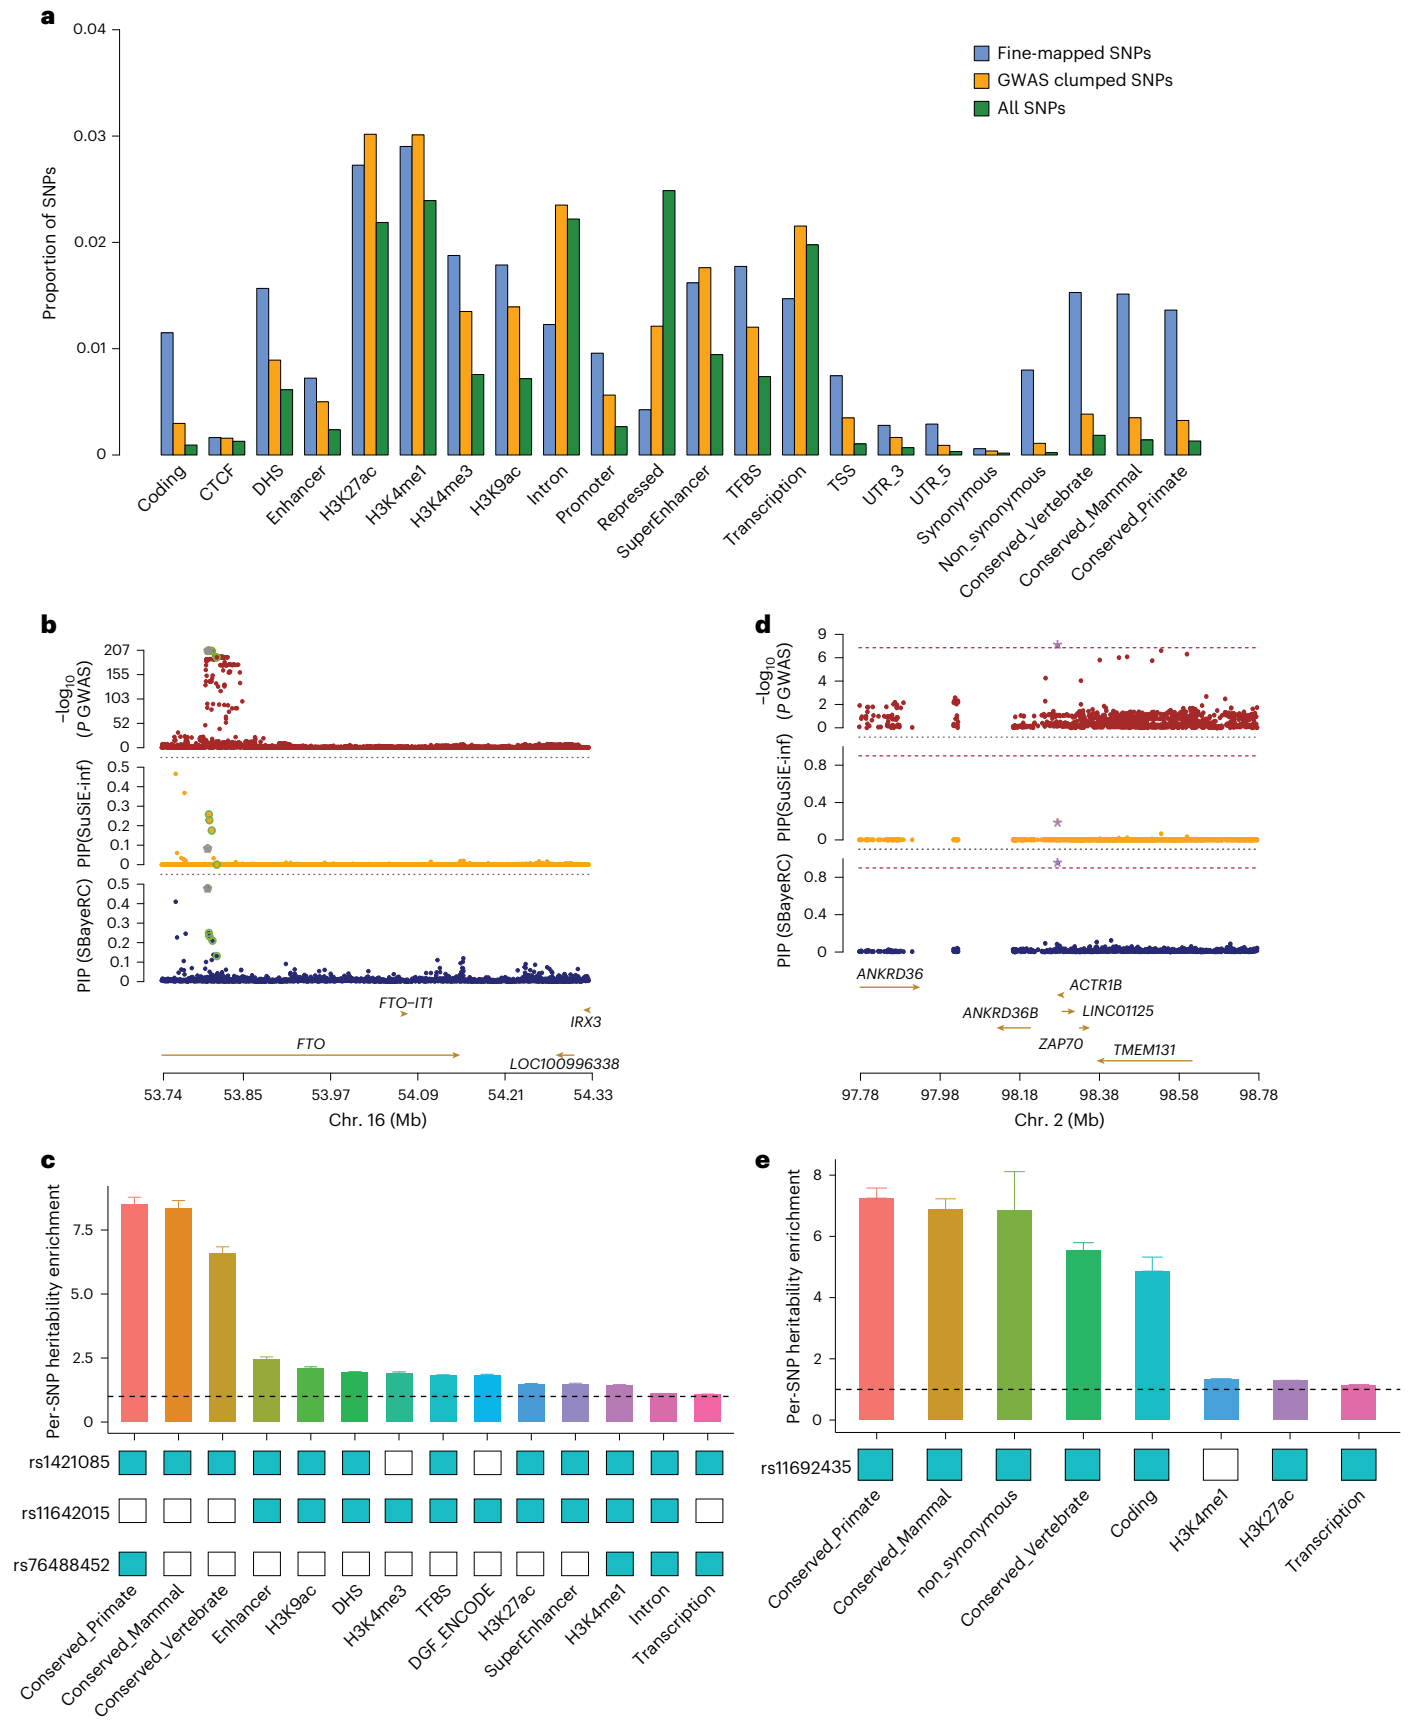 a
0.04
0.03
0.02
0.01
0
Proportion of SNPs
Fine-mapped SNPs
GWAS clumped SNPs
All SNPs
Coding
CTCF
DHS
Enhancer
H3K27ac
H3K4me1
H3K4me3
H3K9ac
Intron
Promoter
Repressed
SuperEnhancer
TFBS
Transcription
TSS
UTR_3
UTR_5
Synonymous
Non_synonymous
Conserved_Vertebrate
Conserved_Mammal
Conserved_Primate
b
−log10
(P GWAS)
207
155
103
52
0
PIP(SuSiE-inf)
0.5
0.4
0.3
0.2
0.1
0
PIP (SBayeRC)
0.5
0.4
0.3
0.2
0.1
0
FTO−IT1
IRX3
FTO
LOC100996338
53.74 53.85 53.97 54.09 54.21 54.33
Chr. 16 (Mb)
d
−log10
(P GWAS)
9
6
4
2
0
PIP(SuSiE-inf)
0.8
0.4
0
PIP (SBayeRC)
0.8
0.4
0
ANKRD36
ACTR1B
ANKRD36B
LINC01125
ZAP70
TMEM131
97.78 97.98 98.18 98.38 98.58 98.78
Chr. 2 (Mb)
c
Per-SNP heritability enrichment
7.5
5.0
2.5
0
rs1421085
rs11642015
rs76488452
Conserved_Primate
Conserved_Mammal
Conserved_Vertebrate
Enhancer
H3K9ac
DHS
H3K4me3
TFBS
DGF_ENCODE
H3K27ac
SuperEnhancer
H3K4me1
Intron
Transcription
e
Per-SNP heritability enrichment
8
6
4
2
0
rs11692435
Conserved_Primate
Conserved_Mammal
non_synonymous
Conserved_Vertebrate
Coding
H3K4me1
H3K27ac
Transcription